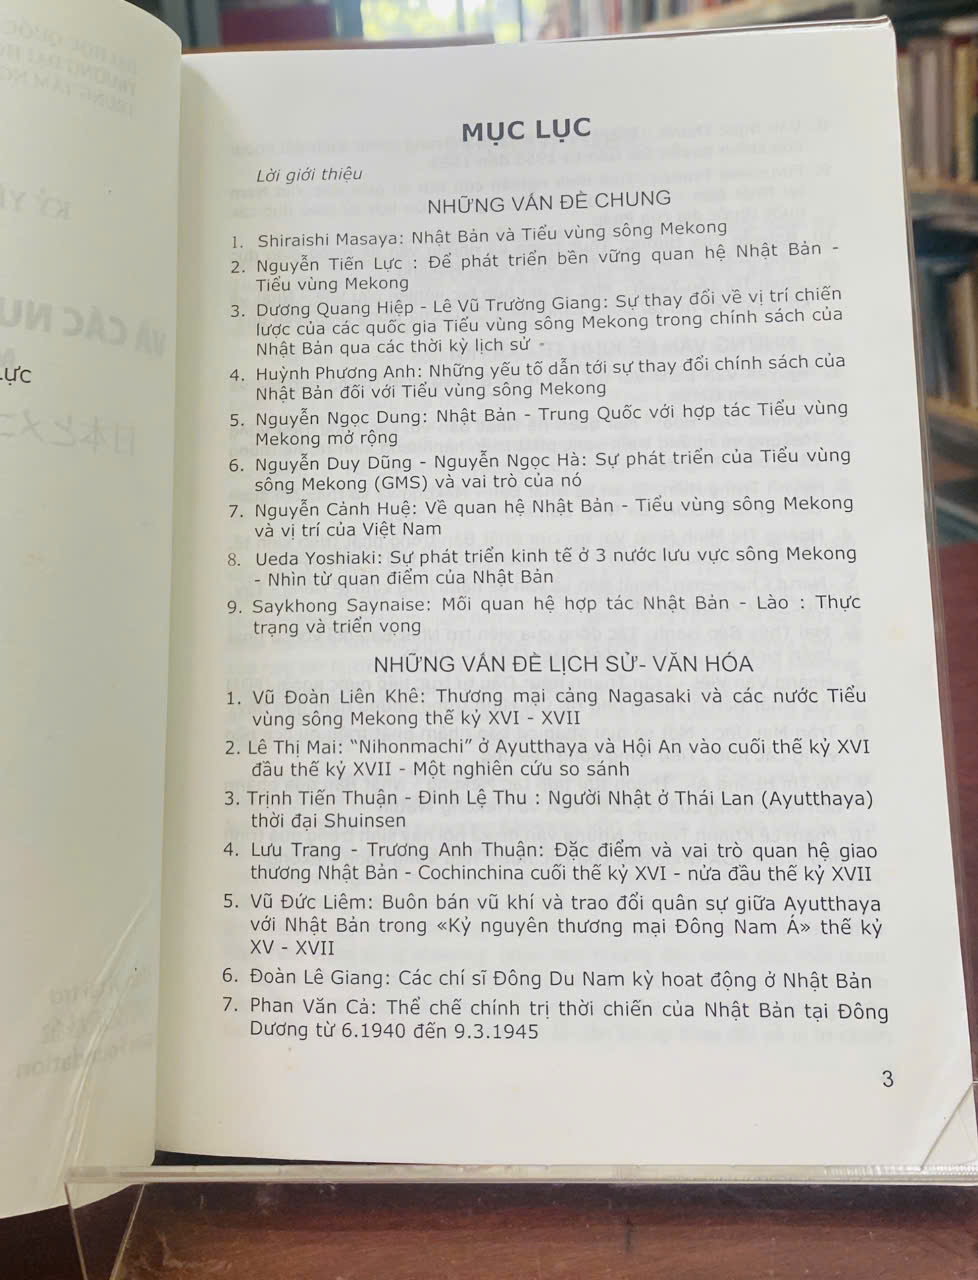 MỤC LỤC
Lời giới thiệu
NHỮNG VẤN ĐỀ CHUNG
1. Shiraishi Masaya: Nhật Bản và Tiểu vùng sông Mekong
2. Nguyễn Tiến Lực : Để phát triển bền vững quan hệ Nhật Bản -
Tiểu vùng Mekong
3. Dương Quang Hiệp - Lê Vũ Trường Giang: Sự thay đổi về vị trí chiến
lược của các quốc gia Tiểu vùng sông Mekong trong chính sách của
Nhật Bản qua các thời kỳ lịch sử -
4. Huỳnh Phương Anh: Những yếu tố dẫn tới sự thay đổi chính sách của
Nhật Bản đối với Tiểu vùng sông Mekong
5. Nguyễn Ngọc Dung: Nhật Bản - Trung Quốc với hợp tác Tiểu vùng
Mekong mở rộng
6. Nguyễn Duy Dũng - Nguyễn Ngọc Hà: Sự phát triển của Tiểu vùng
sông Mekong (GMS) và vai trò của nó
7. Nguyễn Cảnh Huệ: Về quan hệ Nhật Bản - Tiểu vùng sông Mekong
và vị trí của Việt Nam
8. Ueda Yoshiaki: Sự phát triển kinh tế ở 3 nước lưu vực sông Mekong
- Nhìn từ quan điểm của Nhật Bản
9. Saykhong Saynaise: Mối quan hệ hợp tác Nhật Bản - Lào : Thực
trạng và triển vọng
NHỮNG VẤN ĐỀ LỊCH SỬ- VĂN HÓA
1. Vũ Đoàn Liên Khê: Thương mại cảng Nagasaki và các nước Tiểu
vùng sông Mekong thế kỷ XVI - XVII
2. Lê Thị Mai: “Nihonmachi” ở Ayutthaya và Hội An vào cuối thế kỷ XVI
đầu thế kỷ XVII - Một nghiên cứu so sánh
3. Trịnh Tiến Thuận - Đinh Lệ Thu : Người Nhật ở Thái Lan (Ayutthaya)
thời đại Shuinsen
4. Lưu Trang - Trương Anh Thuận: Đặc điểm và vai trò quan hệ giao
thương Nhật Bản - Cochinchina cuối thế kỷ XVI - nửa đầu thế kỷ XVII
5. Vũ Đức Liêm: Buôn bán vũ khí và trao đổi quân sự giữa Ayutthaya
với Nhật Bản trong «Kỷ nguyên thương mại Đông Nam Á» thế kỷ
XV - XVII
6. Đoàn Lê Giang: Các chí sĩ Đông Du Nam kỳ hoat động ở Nhật Bản
7. Phan Văn Cả: Thể chế chính trị thời chiến của Nhật Bản tại Đông
Dương từ 6.1940 đến 9.3.1945
3